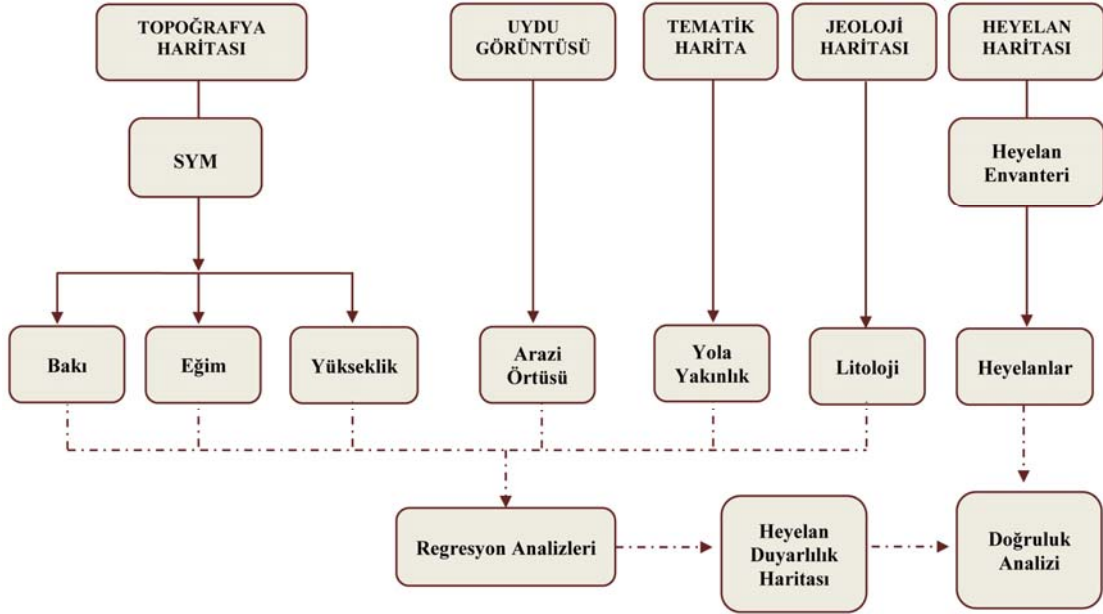 TOPOĞRAFYA
HARİTASI
UYDU
GÖRÜNTÜSÜ
TEMATİK
HARİTA
JEOLOJİ
HARİTASI
HEYELAN
HARİTASI
SYM
Heyelan
Envanteri
Bakı
Eğim
Yükseklik
Arazi
Örtüsü
Yola
Yakınlık
Litoloji
Heyelanlar
Regresyon Analizleri
Heyelan
Duyarlılık
Haritası
Doğruluk
Analizi